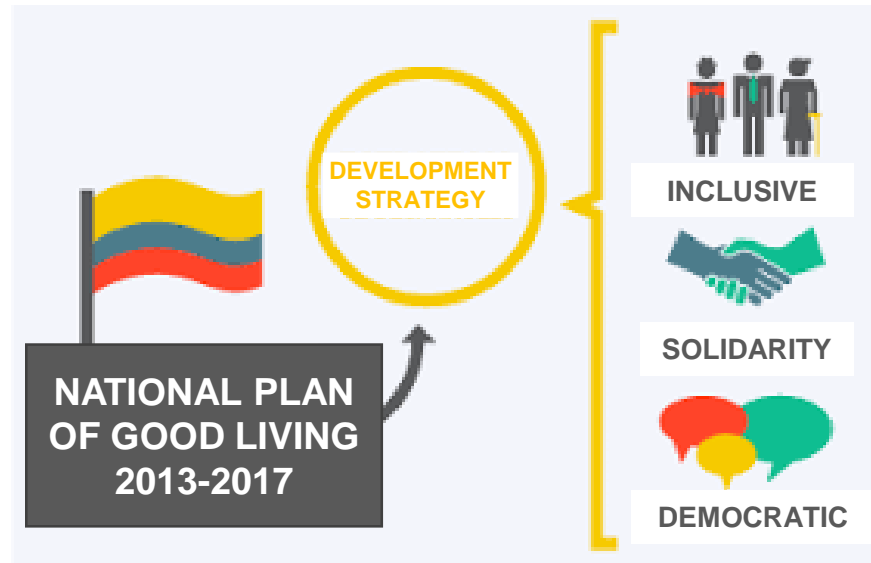 DEVELOPMENT
STRATEGY
NATIONAL PLAN
OF GOOD LIVING
2013-2017
INCLUSIVE
SOLIDARITY
DEMOCRATIC